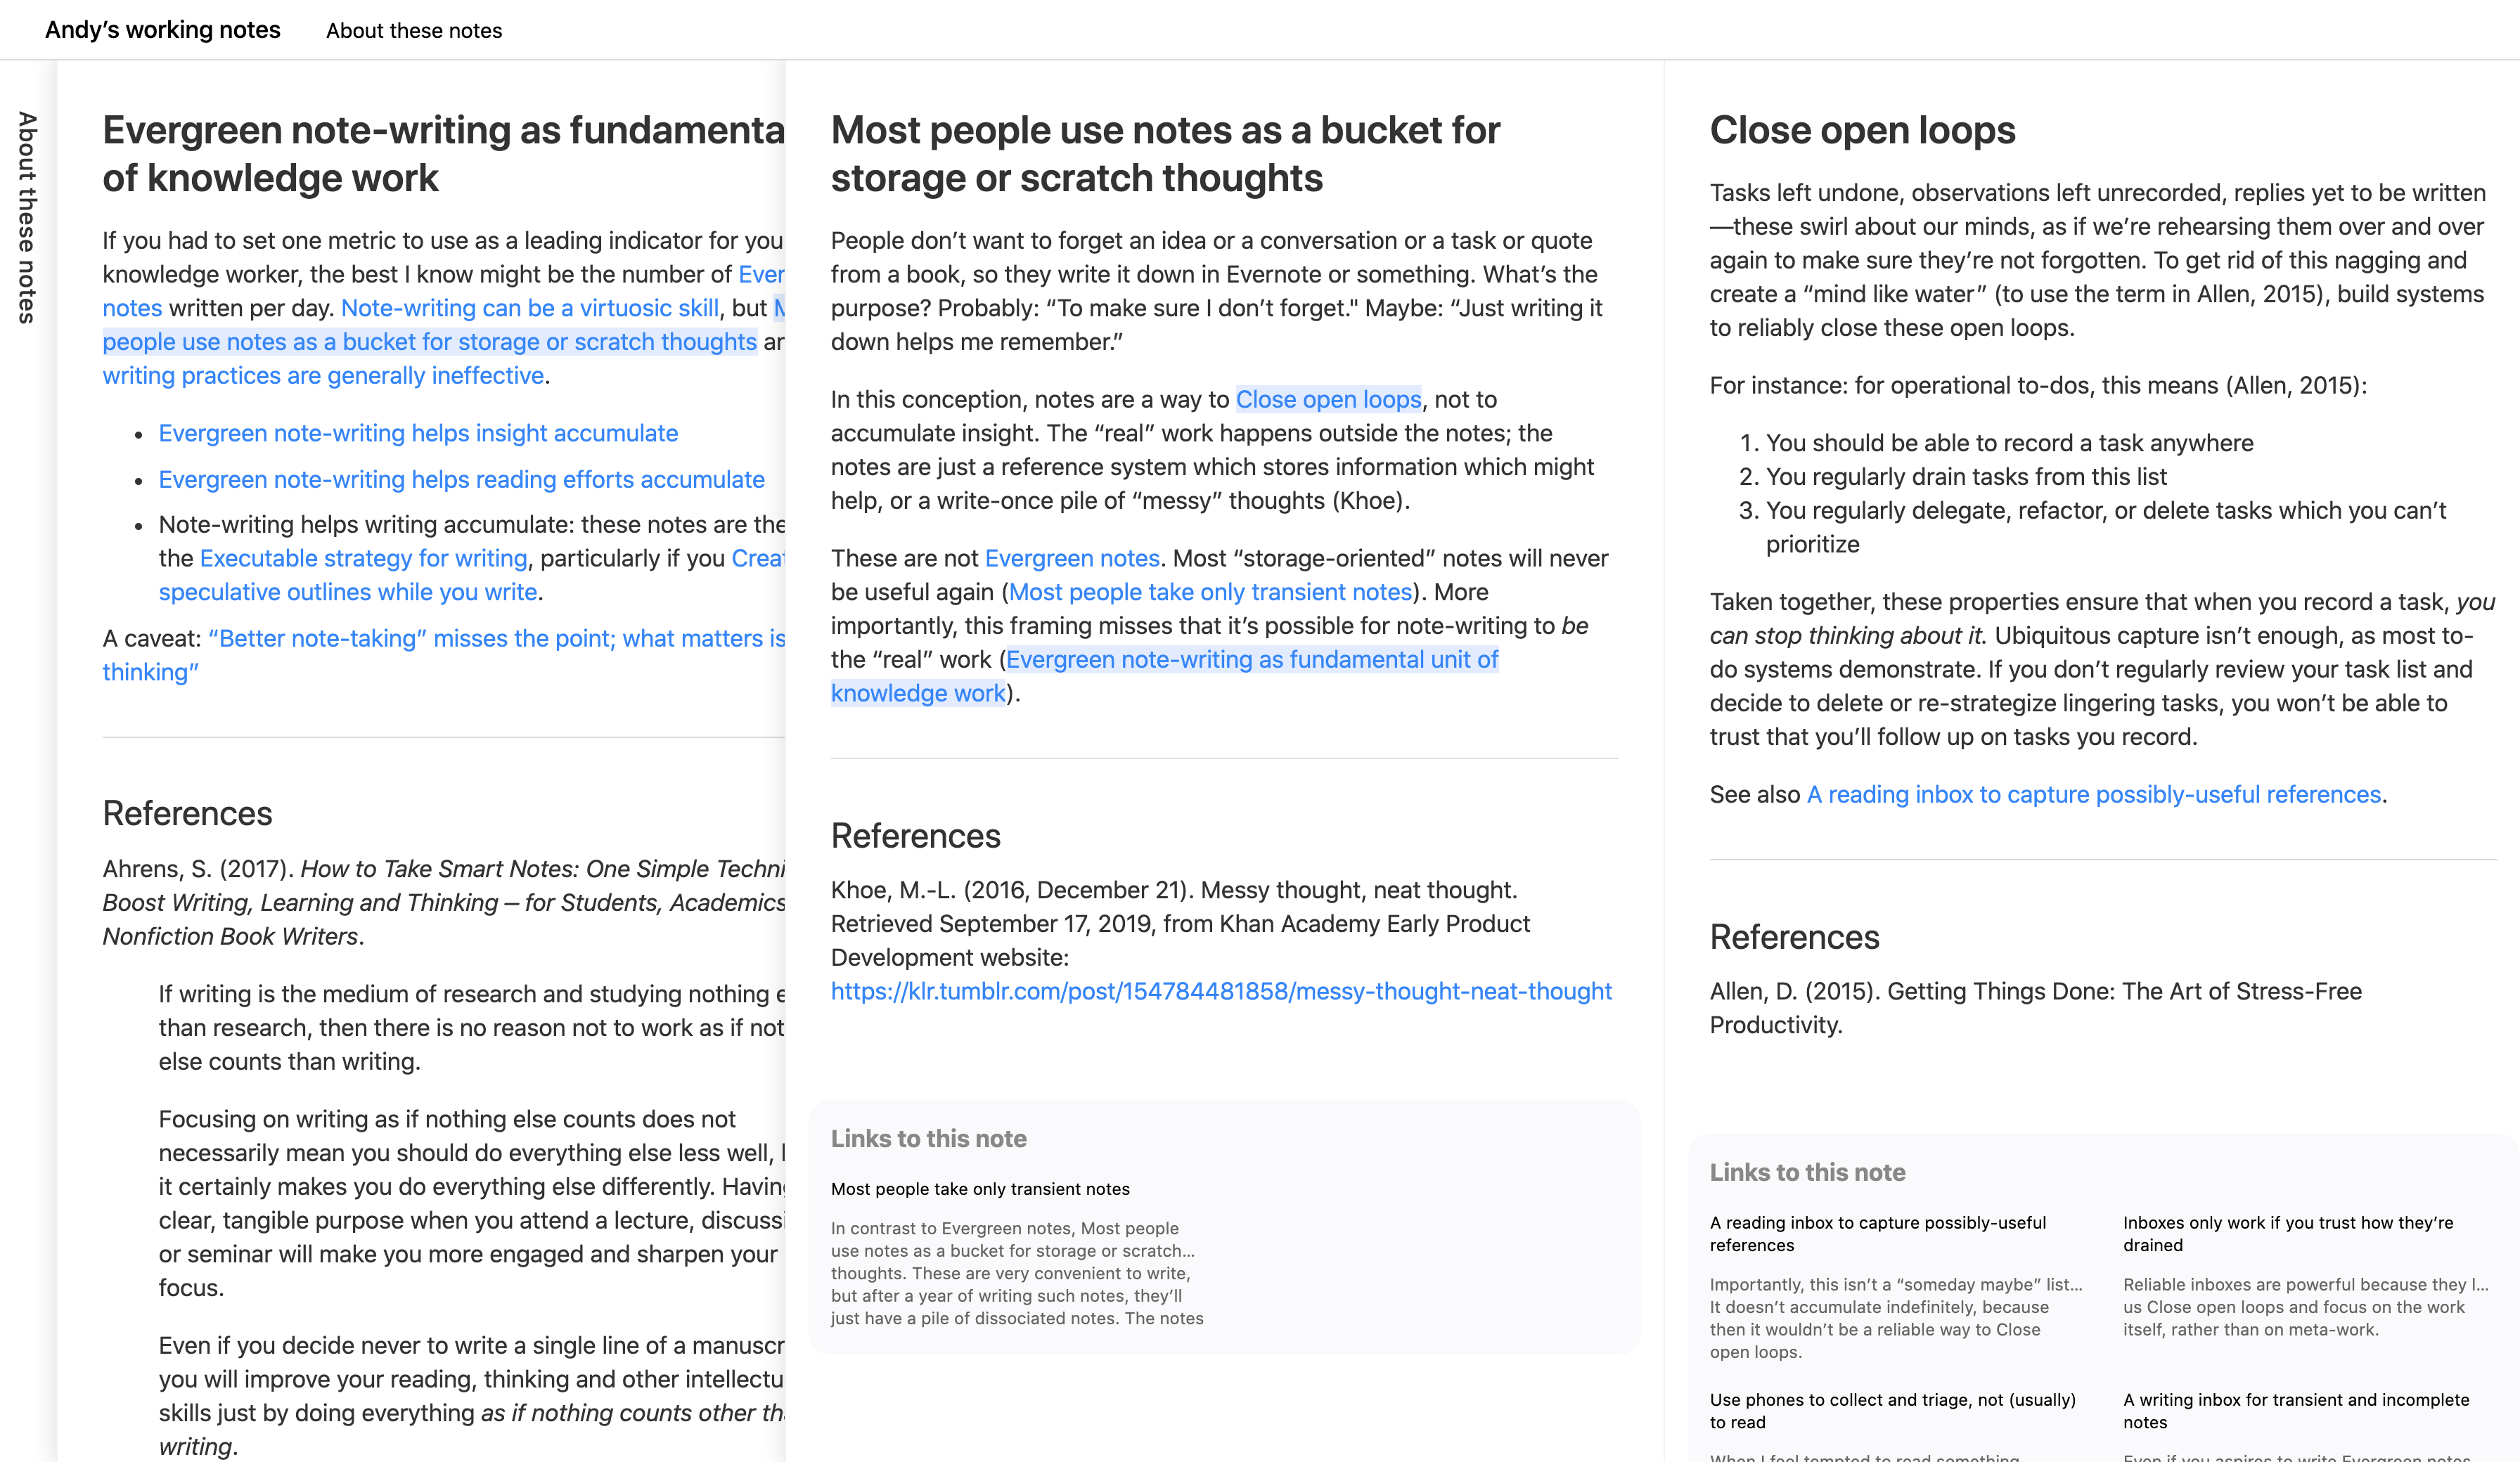 Andy’s working notes
About these notes
About these notes
Evergreen note-writing as fundamenta
of knowledge work
If you had to set one metric to use as a leading indicator for you
knowledge worker, the best I know might be the number of Ever
notes written per day. Note-writing can be a virtuosic skill, but M
people use notes as a bucket for storage or scratch thoughts ar
writing practices are generally ineffective.
• Evergreen note-writing helps insight accumulate
• Evergreen note-writing helps reading efforts accumulate
• Note-writing helps writing accumulate: these notes are the
the Executable strategy for writing, particularly if you Creat
speculative outlines while you write.
A caveat: “Better note-taking” misses the point; what matters is
thinking”
References
Ahrens, S. (2017). How to Take Smart Notes: One Simple Techni
Boost Writing, Learning and Thinking – for Students, Academics
Nonfiction Book Writers.
If writing is the medium of research and studying nothing e
than research, then there is no reason not to work as if not
else counts than writing.
Focusing on writing as if nothing else counts does not
necessarily mean you should do everything else less well,
it certainly makes you do everything else differently. Having
clear, tangible purpose when you attend a lecture, discussi
or seminar will make you more engaged and sharpen your
focus.
Even if you decide never to write a single line of a manuscr
you will improve your reading, thinking and other intellectu
skills just by doing everything as if nothing counts other tha
writing.
Most people use notes as a bucket for
storage or scratch thoughts
People don’t want to forget an idea or a conversation or a task or quote
from a book, so they write it down in Evernote or something. What’s the
purpose? Probably: “To make sure I don’t forget." Maybe: “Just writing it
down helps me remember.”
In this conception, notes are a way to Close open loops, not to
accumulate insight. The “real” work happens outside the notes; the
notes are just a reference system which stores information which might
help, or a write-once pile of “messy” thoughts (Khoe).
These are not Evergreen notes. Most “storage-oriented” notes will never
be useful again (Most people take only transient notes). More
importantly, this framing misses that it’s possible for note-writing to be
the “real” work (Evergreen note-writing as fundamental unit of
knowledge work).
References
Khoe, M.-L. (2016, December 21). Messy thought, neat thought.
Retrieved September 17, 2019, from Khan Academy Early Product
Development website:
https://klr.tumblr.com/post/154784481858/messy-thought-neat-thought
Links to this note
Most people take only transient notes
In contrast to Evergreen notes, Most people
use notes as a bucket for storage or scratch...
thoughts. These are very convenient to write,
but after a year of writing such notes, they’ll
just have a pile of dissociated notes. The notes
Close open loops
Tasks left undone, observations left unrecorded, replies yet to be written
—these swirl about our minds, as if we’re rehearsing them over and over
again to make sure they’re not forgotten. To get rid of this nagging and
create a “mind like water” (to use the term in Allen, 2015), build systems
to reliably close these open loops.
For instance: for operational to-dos, this means (Allen, 2015):
1. You should be able to record a task anywhere
2. You regularly drain tasks from this list
3. You regularly delegate, refactor, or delete tasks which you can’t
prioritize
Taken together, these properties ensure that when you record a task, you
can stop thinking about it. Ubiquitous capture isn’t enough, as most to-
do systems demonstrate. If you don’t regularly review your task list and
decide to delete or re-strategize lingering tasks, you won’t be able to
trust that you’ll follow up on tasks you record.
See also A reading inbox to capture possibly-useful references.
References
Allen, D. (2015). Getting Things Done: The Art of Stress-Free
Productivity.
Links to this note
A reading inbox to capture possibly-useful
references
Importantly, this isn’t a “someday maybe” list...
It doesn’t accumulate indefinitely, because
then it wouldn’t be a reliable way to Close
open loops.
Inboxes only work if you trust how they’re
drained
Reliable inboxes are powerful because they l...
us Close open loops and focus on the work
itself, rather than on meta-work.
Use phones to collect and triage, not (usually)
to read
When I feel tempted to read something
A writing inbox for transient and incomplete
notes
Even if you aspires to write Evergreen notes